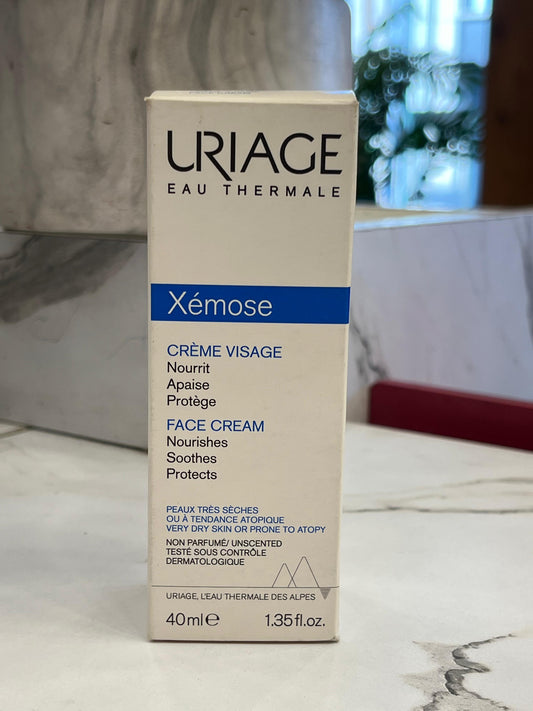 URIAGE
EAU THERMALE
Xémose
CRÈME VISAGE
Nourrit
Apaise
Protège
FACE CREAM
Nourishes
Soothes
Protects
PEAUX TRÈS SÈCHES
OU À TENDANCE ATOPIQUE
VERY DRY SKIN OR PRONE TO ATOPY
NON PARFUMÉ/ UNSCENTED
TESTÉ SOUS CONTRÔLE
DERMATOLOGIQUE
URIAGE, L'EAU THERMALE DES ALPES
40 ml ℮ 1.35 fl.oz.